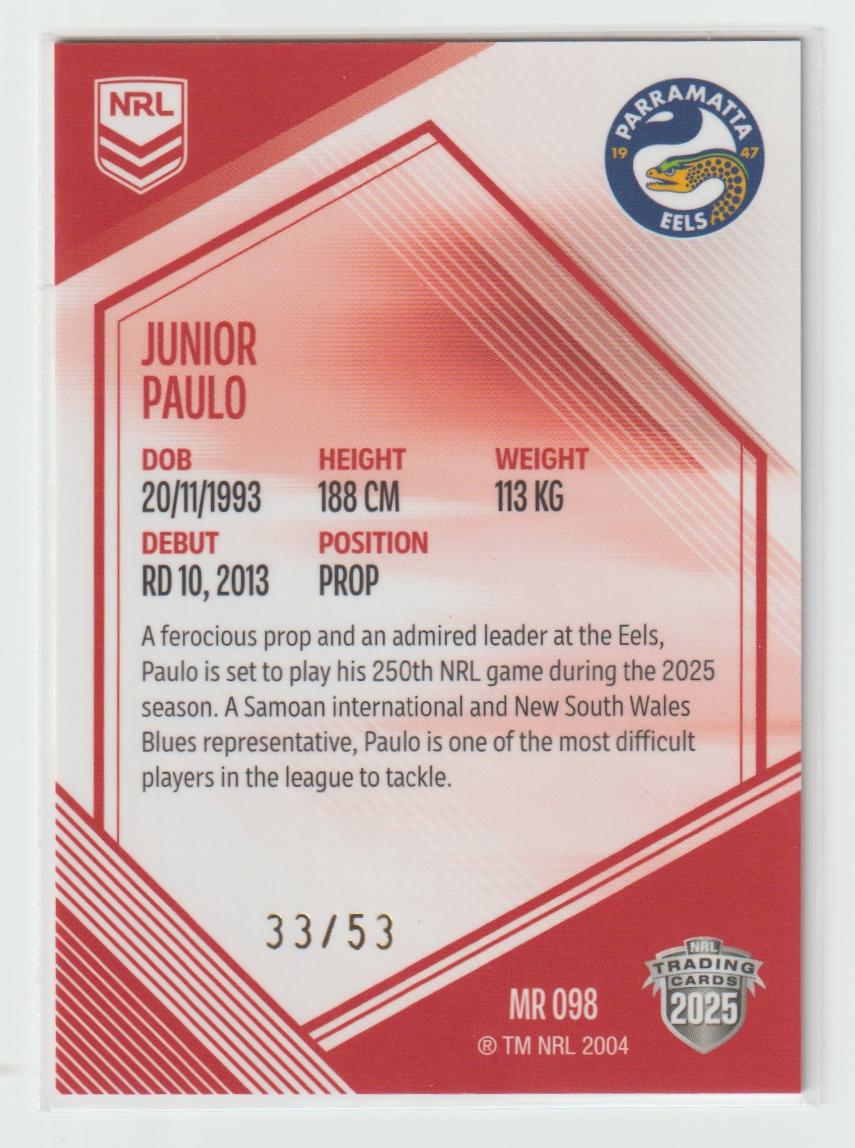 NRL
PARRAMATTA
19 47
EELS
JUNIOR
PAULO
DOB HEIGHT WEIGHT
20/11/1993 188 CM 113 KG
DEBUT POSITION
RD 10, 2013 PROP
A ferocious prop and an admired leader at the Eels,
Paulo is set to play his 250th NRL game during the 2025
season. A Samoan international and New South Wales
Blues representative, Paulo is one of the most difficult
players in the league to tackle.
33/53
NRL
TRADING
CARDS
2025
MR 098
® TM NRL 2004